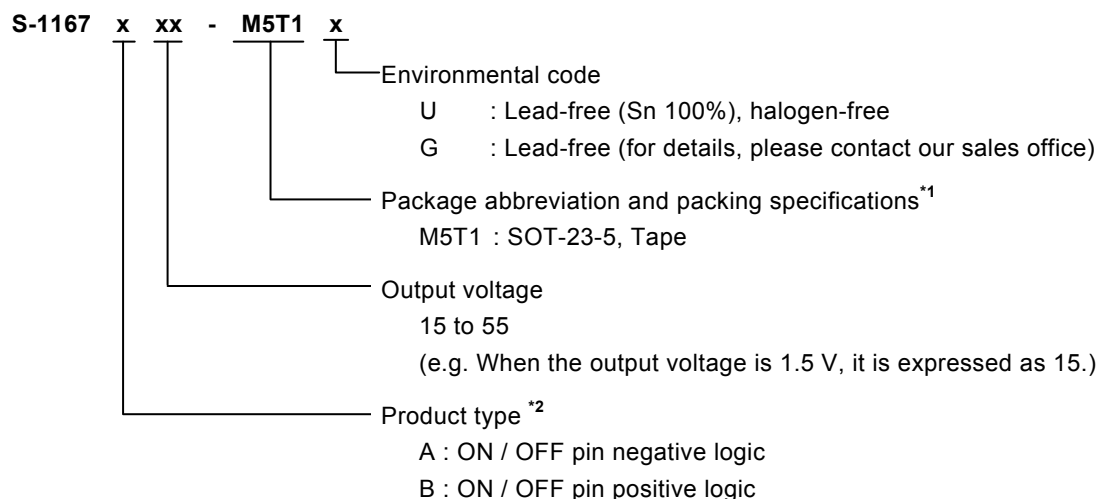 S-1167 x xx - M5T1 x
Environmental code
U : Lead-free (Sn 100%), halogen-free
G : Lead-free (for details, please contact our sales office)
Package abbreviation and packing specifications*1
M5T1 : SOT-23-5, Tape
Output voltage
15 to 55
(e.g. When the output voltage is 1.5 V, it is expressed as 15.)
Product type *2
A : ON / OFF pin negative logic
B : ON / OFF pin positive logic